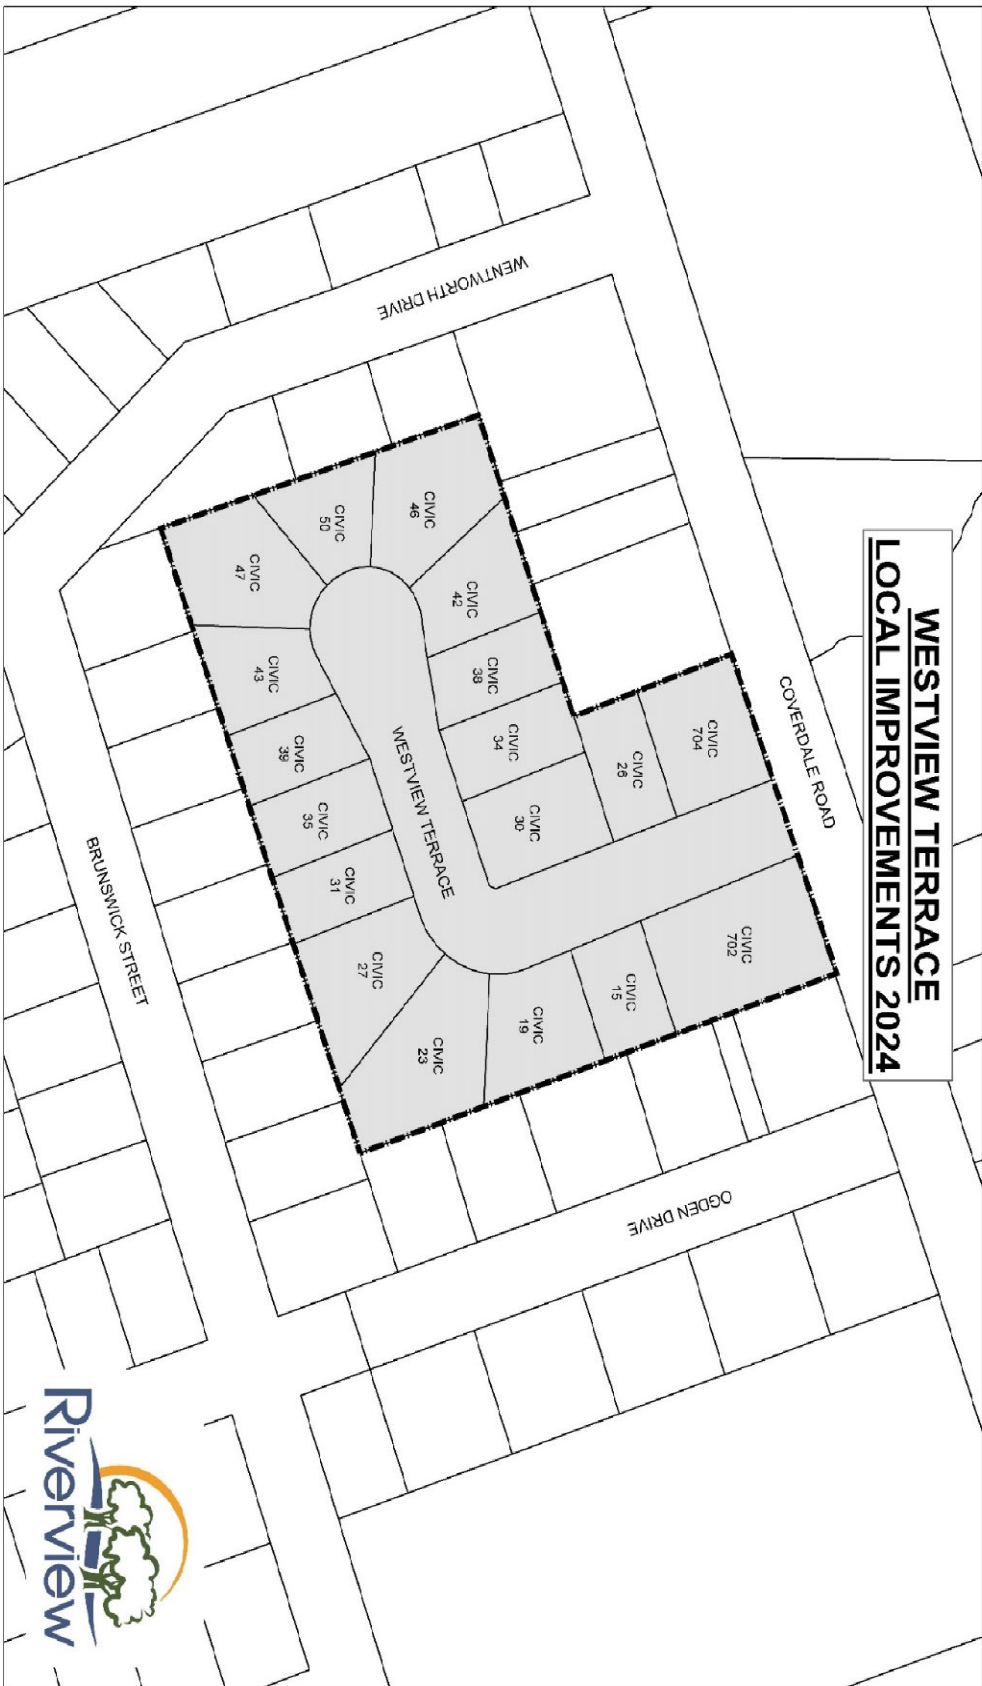 WESTVIEW TERRACE
LOCAL IMPROVEMENTS 2024
COVERDALE ROAD
WENTWORTH DRIVE
OGDEN DRIVE
BRUNSWICK STREET
WESTVIEW TERRACE
CIVIC
704
CIVIC
702
CIVIC
26
CIVIC
15
CIVIC
30
CIVIC
19
CIVIC
34
CIVIC
38
CIVIC
42
CIVIC
46
CIVIC
50
CIVIC
47
CIVIC
43
CIVIC
39
CIVIC
35
CIVIC
31
CIVIC
27
CIVIC
23
Riverview